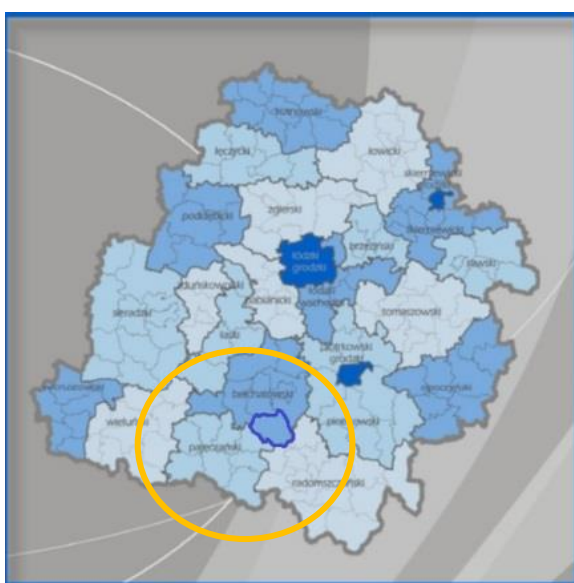 kutnowski
łęczycki
łowicki
skierniewicki
poddębicki
zgierski
brzeziński
rawski
łódzki
grodzki
zduńskowolski
pabianicki
łódzki
wschodni
sieradzki
łaski
tomaszowski
piotrkowski
grodzki
bełchatowski
opoczyński
wieluński
pajęczański
piotrkowski
radomszczański